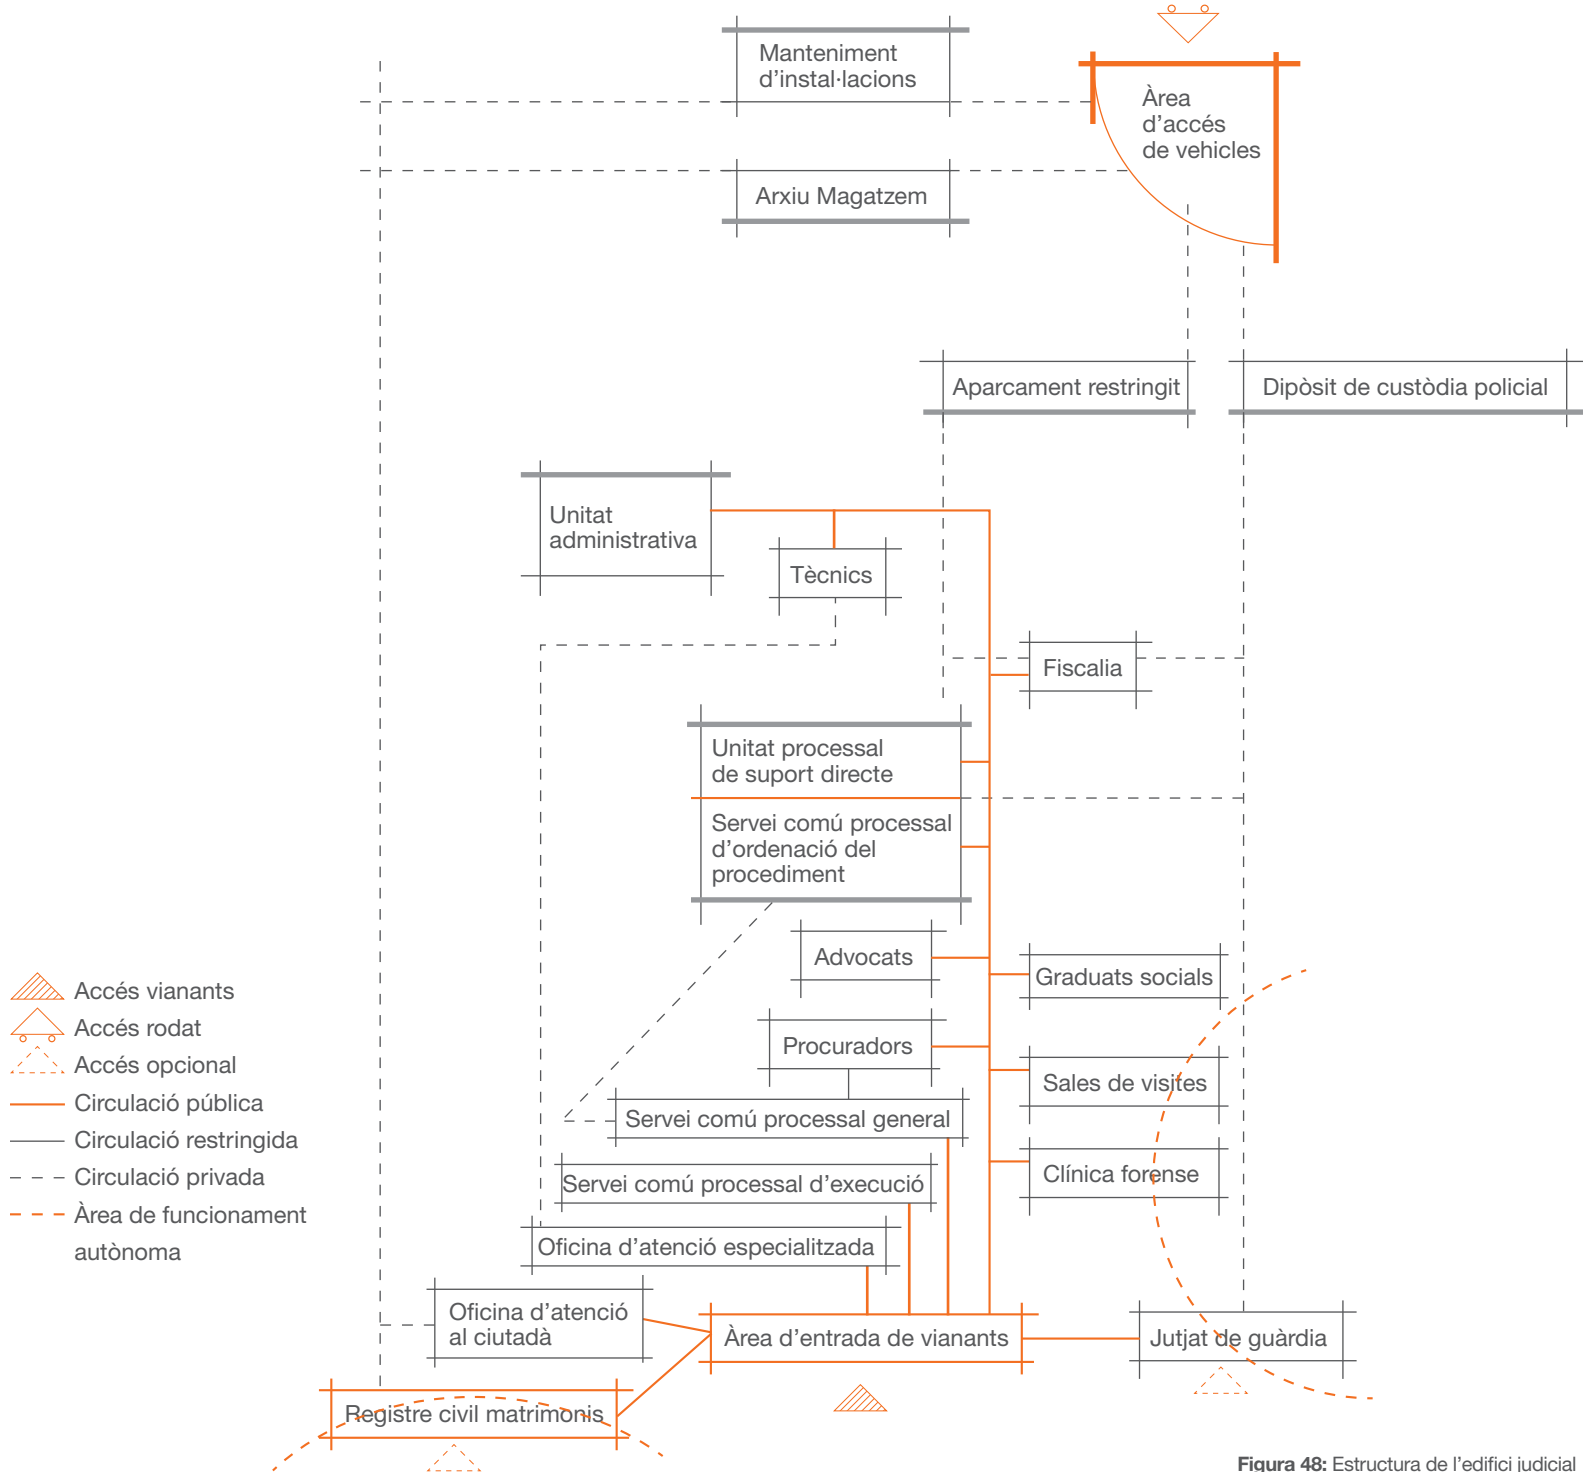 Manteniment
d’instal·lacions
Àrea
d’accés
de vehicles
Arxiu Magatzem
Aparcament restringit
Dipòsit de custòdia policial
Unitat
administrativa
Tècnics
Fiscalia
Unitat processal
de suport directe
Servei comú processal
d’ordenació del
procediment
Advocats
Graduats socials
Procuradors
Sales de visites
Servei comú processal general
Clínica forense
Servei comú processal d’execució
Oficina d’atenció especialitzada
Oficina d’atenció
al ciutadà
Àrea d’entrada de vianants
Jutjat de guàrdia
Registre civil matrimonis
Accés vianants
Accés rodat
Accés opcional
Circulació pública
Circulació restringida
Circulació privada
Àrea de funcionament
autònoma
Figura 48: Estructura de l’edifici judicial